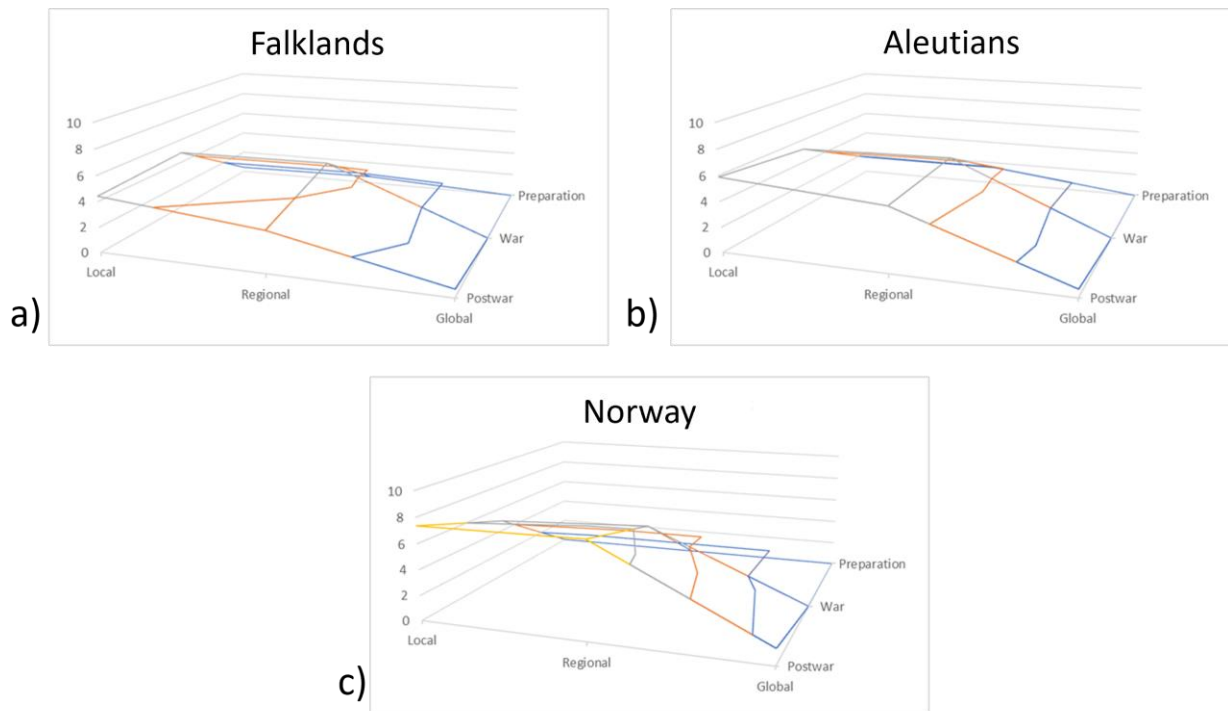 Falklands
10
8
6
4
2
0
Local
Regional
Global
Preparation
War
Postwar
a)
Aleutians
10
8
6
4
2
0
Local
Regional
Global
Preparation
War
Postwar
b)
Norway
10
8
6
4
2
0
Local
Regional
Global
Preparation
War
Postwar
c)